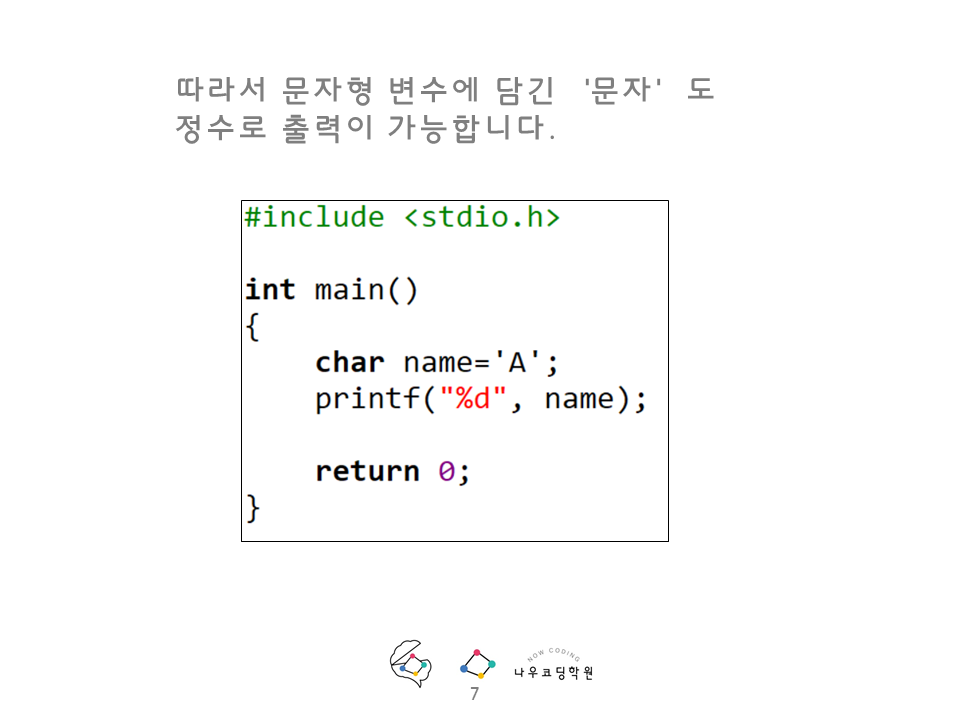 따라서 문자형 변수에 담긴 '문자' 도
정수로 출력이 가능합니다.
#include <stdio.h>
int main()
{
char name='A';
printf("%d", name);
return 0;
}
NOW CODING
나우코딩학원
7